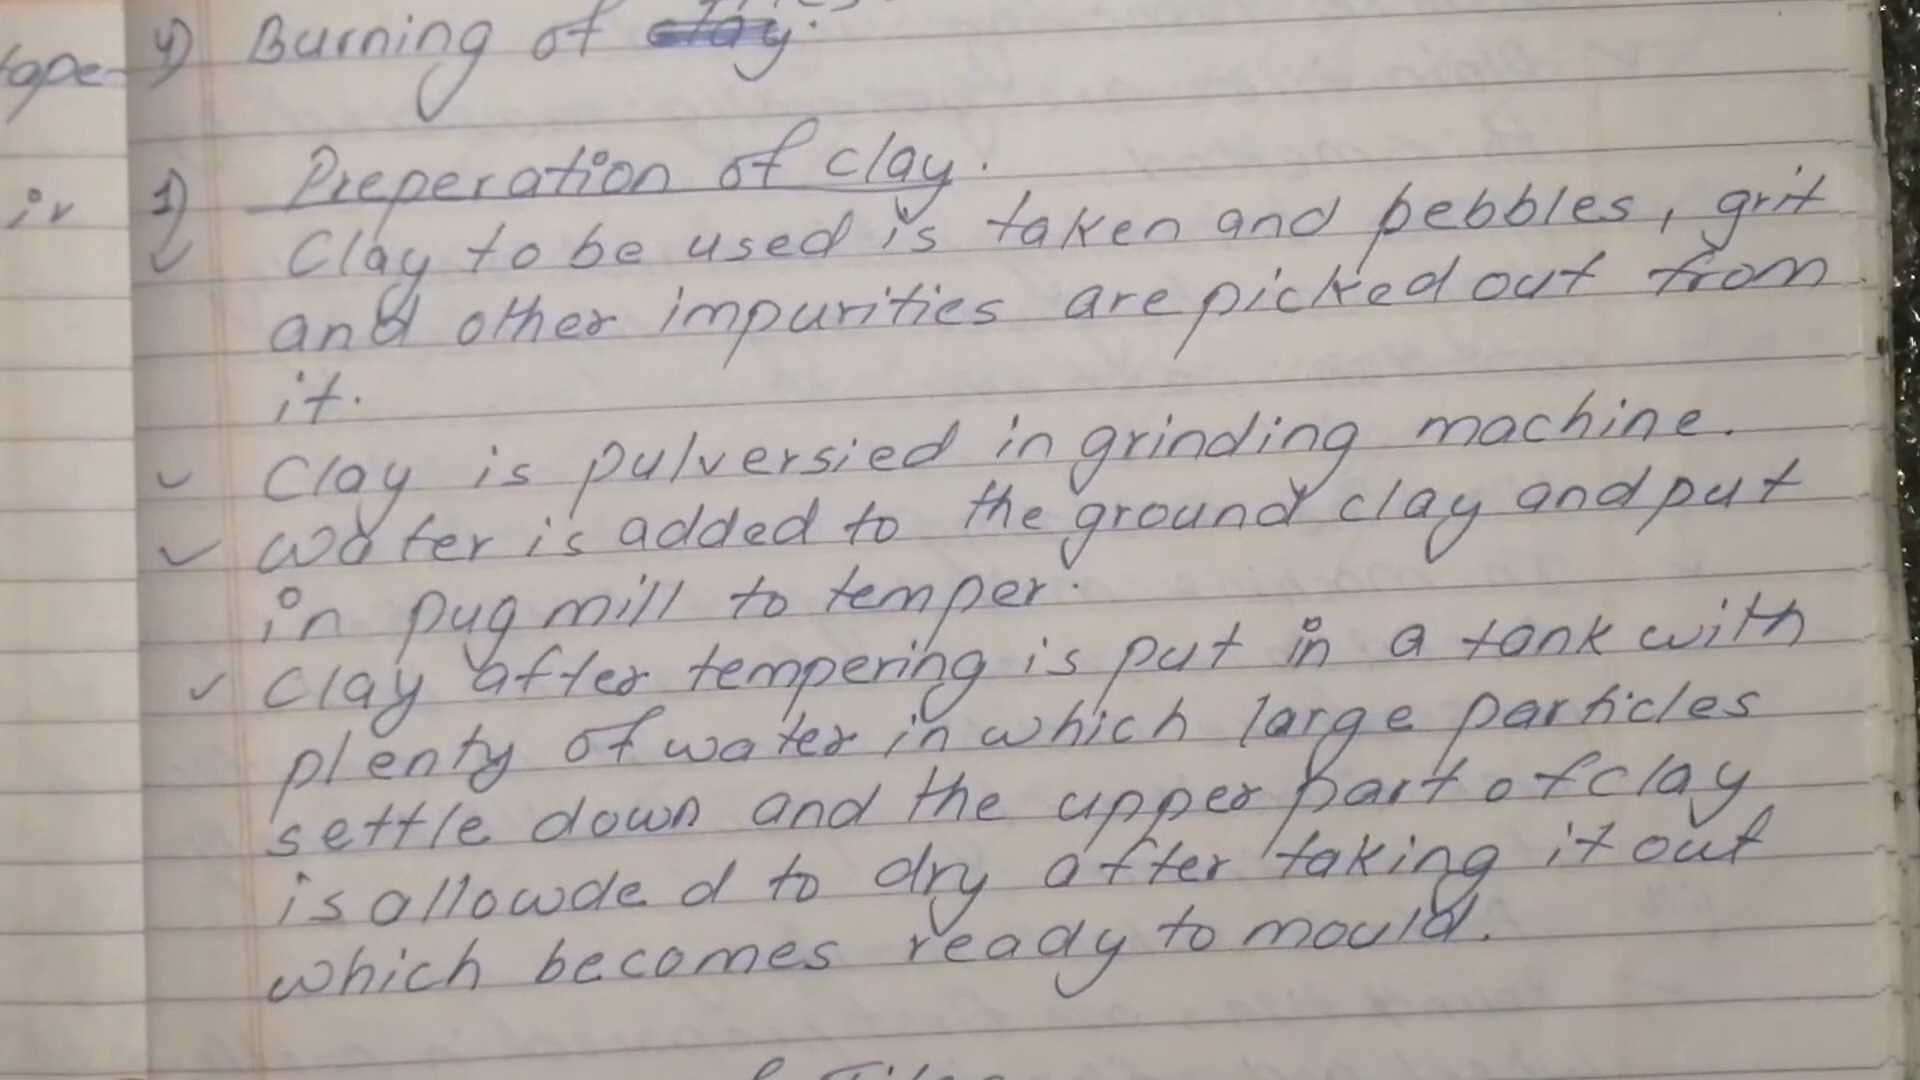 4) Burning of clay.
1) Preperation of clay.
Clay to be used is taken and pebbles, grit
and other impurities are picked out from
it.
✓ Clay is pulversied in grinding machine.
✓ Water is added to the ground clay and put
in pug mill to temper.
✓ Clay after tempering is put in a tank with
plenty of water in which large particles
settle down and the upper part of clay
is allowde d to dry after taking it out
which becomes ready to mould.